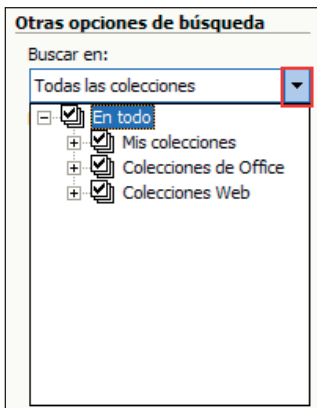 Otras opciones de búsqueda
Buscar en:
Todas las colecciones
En todo
Mis colecciones
Colecciones de Office
Colecciones Web